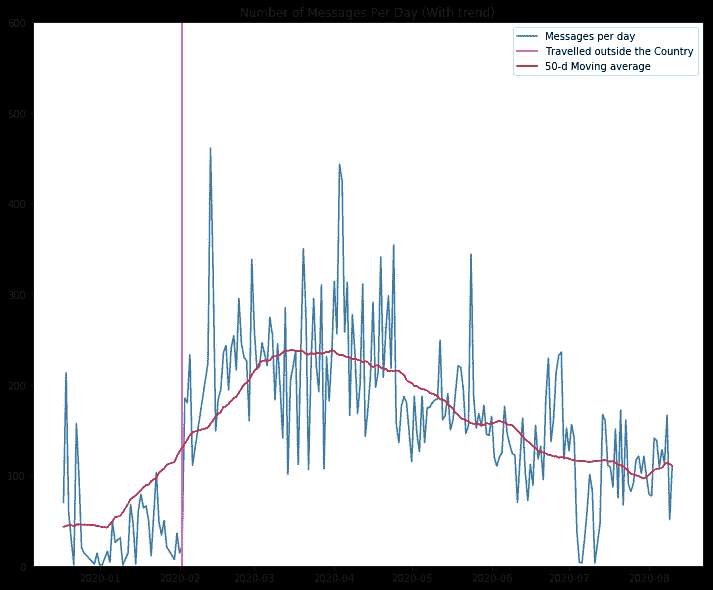 Number of Messages Per Day (With trend)
Messages per day
Travelled outside the Country
50-d Moving average
600
500
400
300
200
100
0
2020-01 2020-02 2020-03 2020-04 2020-05 2020-06 2020-07 2020-08